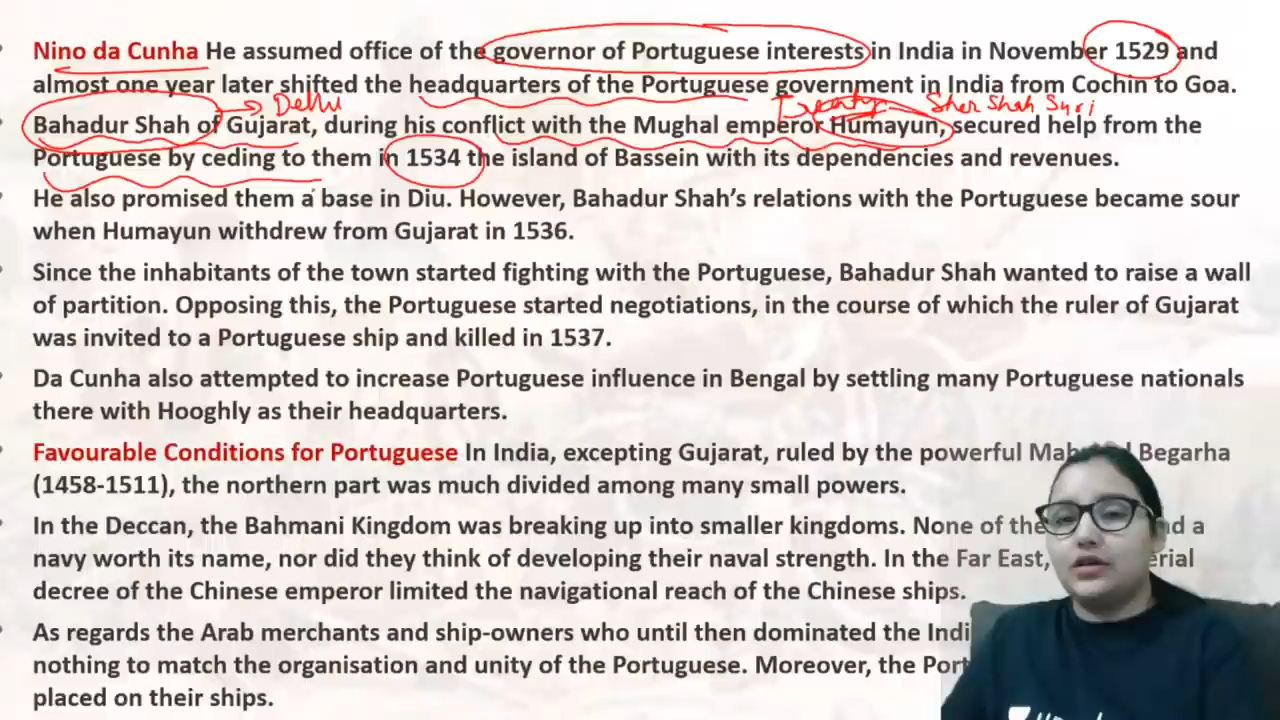 Nino da Cunha He assumed office of the governor of Portuguese interests in India in November 1529 and
almost one year later shifted the headquarters of the Portuguese government in India from Cochin to Goa.
Delhi Treaty Sher Shah Suri
Bahadur Shah of Gujarat, during his conflict with the Mughal emperor Humayun, secured help from the
Portuguese by ceding to them in 1534 the island of Bassein with its dependencies and revenues.
He also promised them a base in Diu. However, Bahadur Shah’s relations with the Portuguese became sour
when Humayun withdrew from Gujarat in 1536.
Since the inhabitants of the town started fighting with the Portuguese, Bahadur Shah wanted to raise a wall
of partition. Opposing this, the Portuguese started negotiations, in the course of which the ruler of Gujarat
was invited to a Portuguese ship and killed in 1537.
Da Cunha also attempted to increase Portuguese influence in Bengal by settling many Portuguese nationals
there with Hooghly as their headquarters.
Favourable Conditions for Portuguese In India, excepting Gujarat, ruled by the powerful Begarha
(1458-1511), the northern part was much divided among many small powers.
In the Deccan, the Bahmani Kingdom was breaking up into smaller kingdoms. None of the a
navy worth its name, nor did they think of developing their naval strength. In the Far East,
decree of the Chinese emperor limited the navigational reach of the Chinese ships.
As regards the Arab merchants and ship-owners who until then dominated the
nothing to match the organisation and unity of the Portuguese. Moreover, the
placed on their ships.